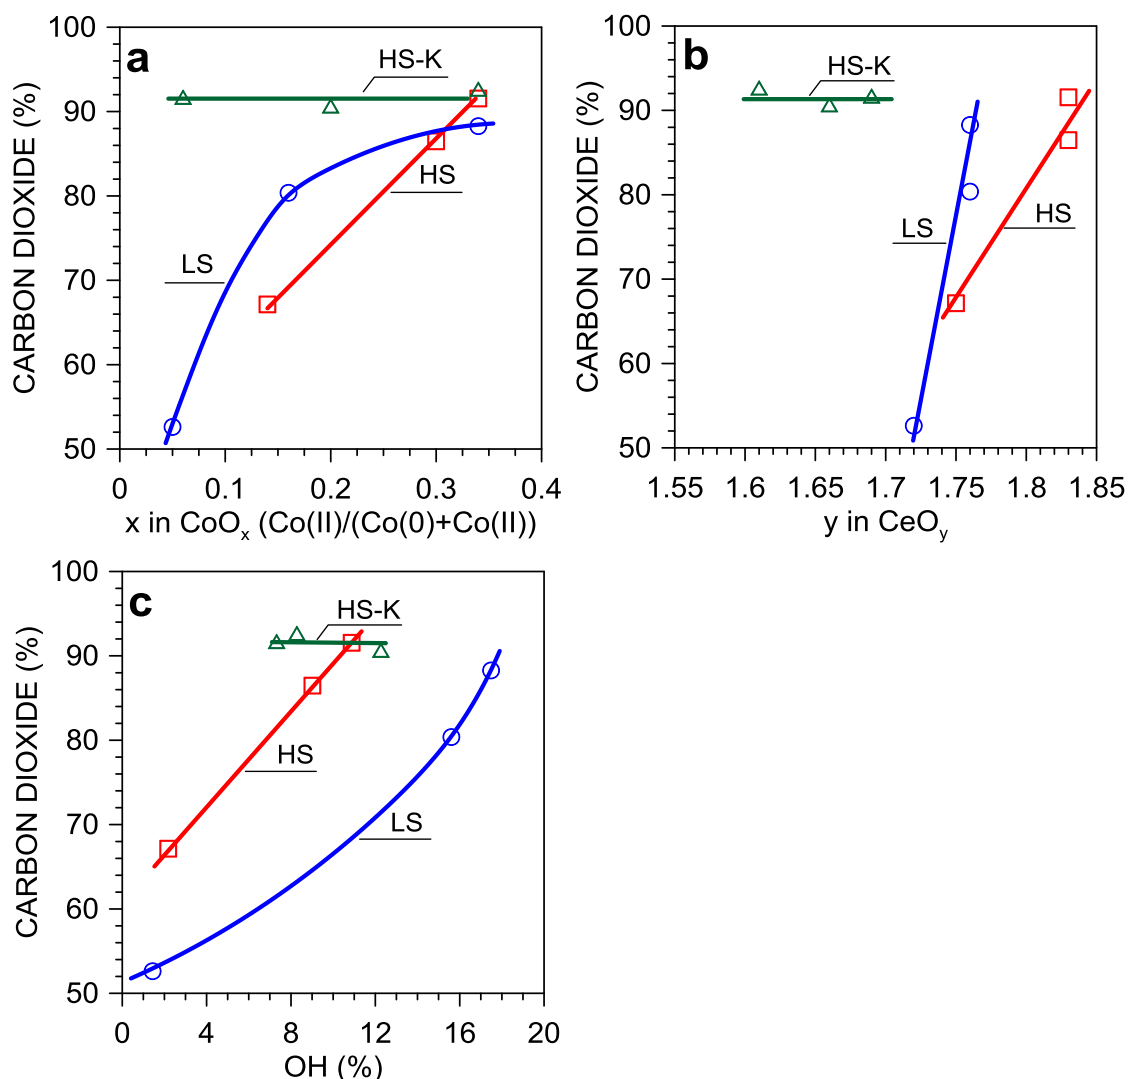 a
CARBON DIOXIDE (%)
100
90
80
70
60
50
HS-K
HS
LS
0 0.1 0.2 0.3 0.4
x in CoOx (Co(II)/(Co(0)+Co(II))
b
CARBON DIOXIDE (%)
100
90
80
70
60
50
HS-K
LS
HS
1.55 1.6 1.65 1.7 1.75 1.8 1.85
y in CeOy
c
CARBON DIOXIDE (%)
100
90
80
70
60
50
HS-K
HS
LS
0 4 8 12 16 20
OH (%)